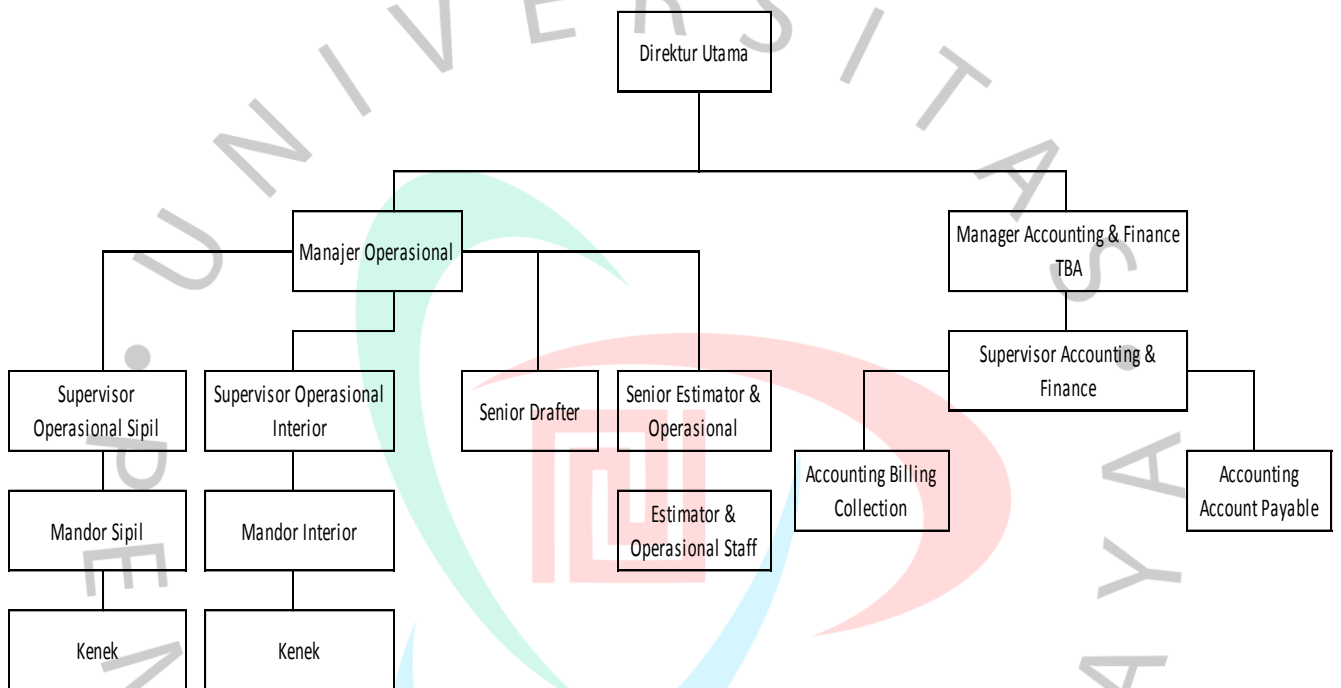 UNIVERSITAS
Direktur Utama
Manajer Operasional
Manager Accounting & Finance
TBA
Supervisor Accounting &
Finance
Supervisor
Operasional Sipil
Supervisor Operasional
Interior
Senior Drafter
Senior Estimator &
Operasional
Accounting Billing
Collection
Accounting
Account Payable
Mandor Sipil
Mandor Interior
Estimator &
Operasional Staff
Kenek
Kenek